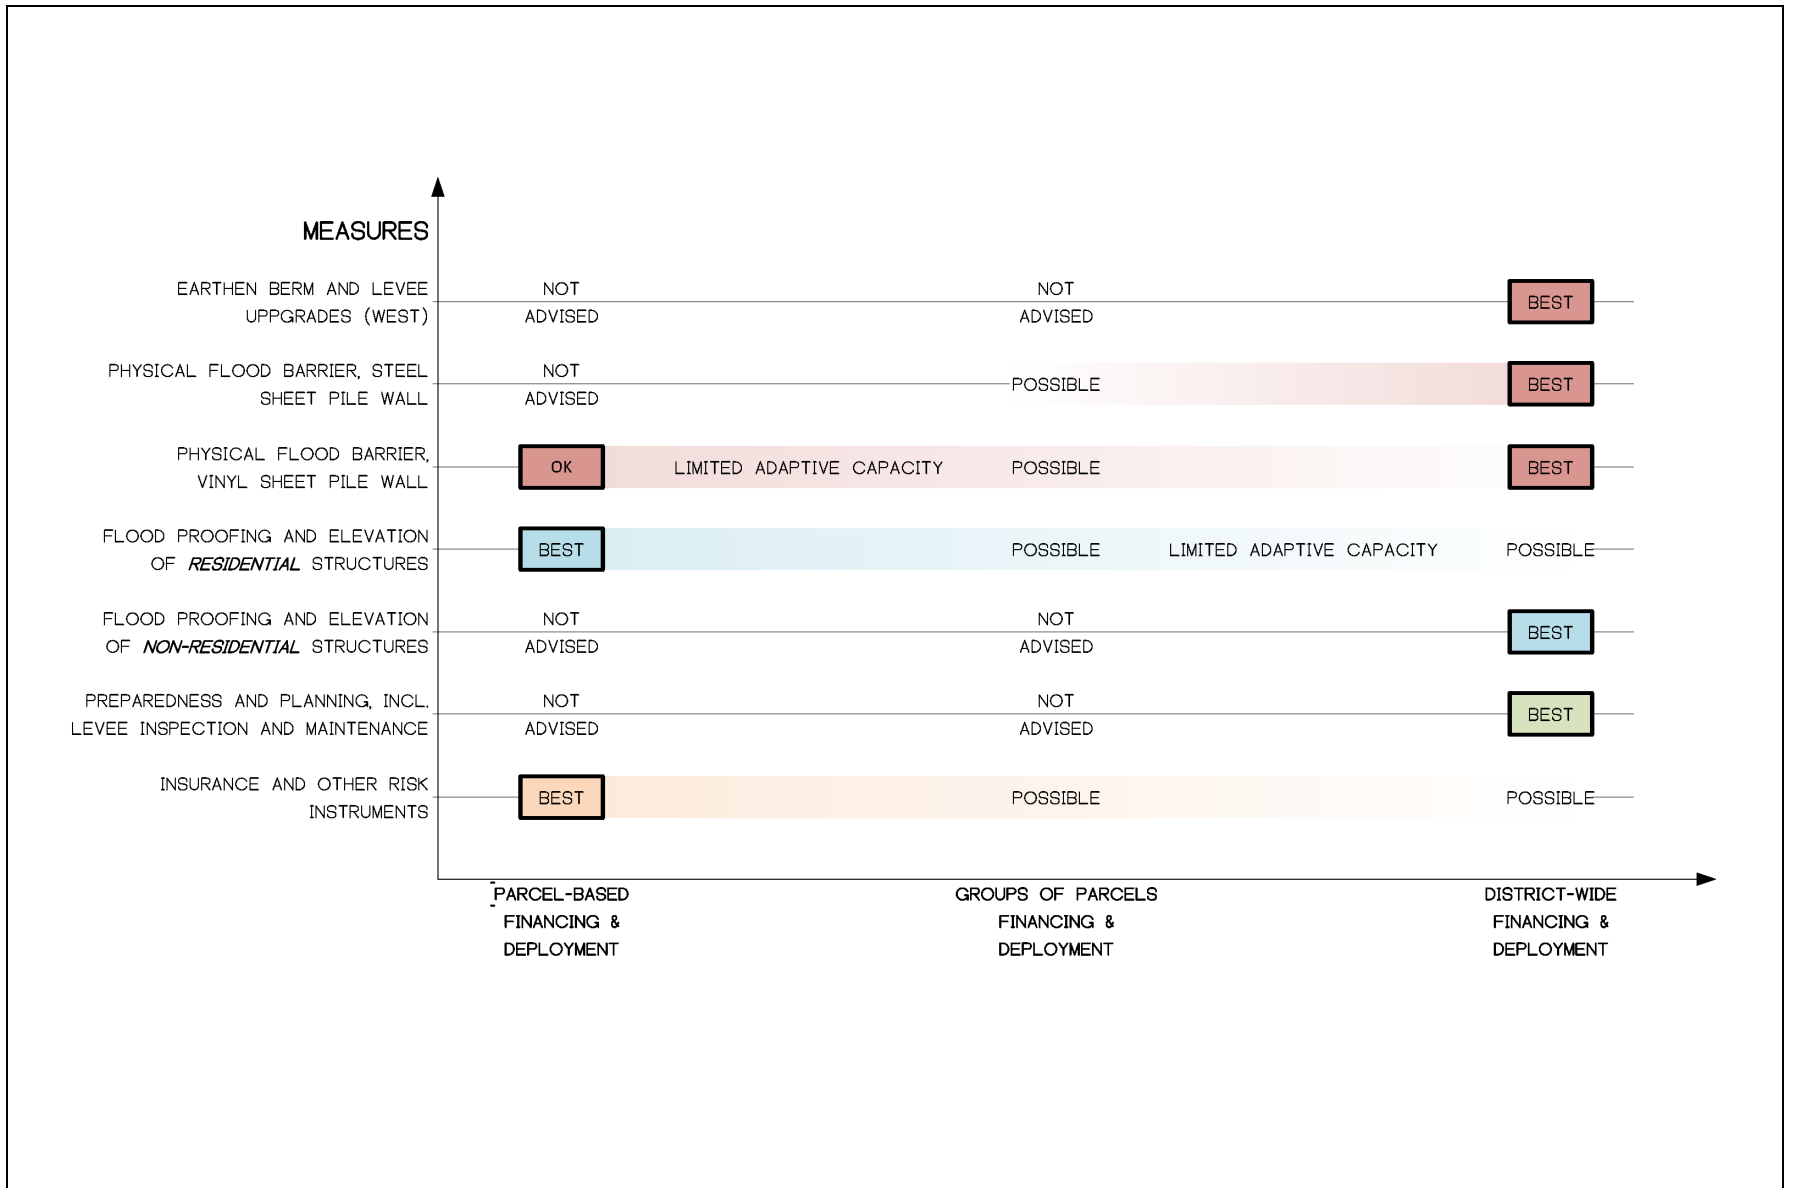 MEASURES
EARTHEN BERM AND LEVEE
UPPGRADES (WEST)
NOT
ADVISED
NOT
ADVISED
BEST
PHYSICAL FLOOD BARRIER, STEEL
SHEET PILE WALL
NOT
ADVISED
POSSIBLE
BEST
PHYSICAL FLOOD BARRIER,
VINYL SHEET PILE WALL
OK
LIMITED ADAPTIVE CAPACITY
POSSIBLE
BEST
FLOOD PROOFING AND ELEVATION
OF RESIDENTIAL STRUCTURES
BEST
POSSIBLE
LIMITED ADAPTIVE CAPACITY
POSSIBLE
FLOOD PROOFING AND ELEVATION
OF NON-RESIDENTIAL STRUCTURES
NOT
ADVISED
NOT
ADVISED
BEST
PREPAREDNESS AND PLANNING, INCL.
LEVEE INSPECTION AND MAINTENANCE
NOT
ADVISED
NOT
ADVISED
BEST
INSURANCE AND OTHER RISK
INSTRUMENTS
BEST
POSSIBLE
POSSIBLE
PARCEL-BASED
FINANCING &
DEPLOYMENT
GROUPS OF PARCELS
FINANCING &
DEPLOYMENT
DISTRICT-WIDE
FINANCING &
DEPLOYMENT